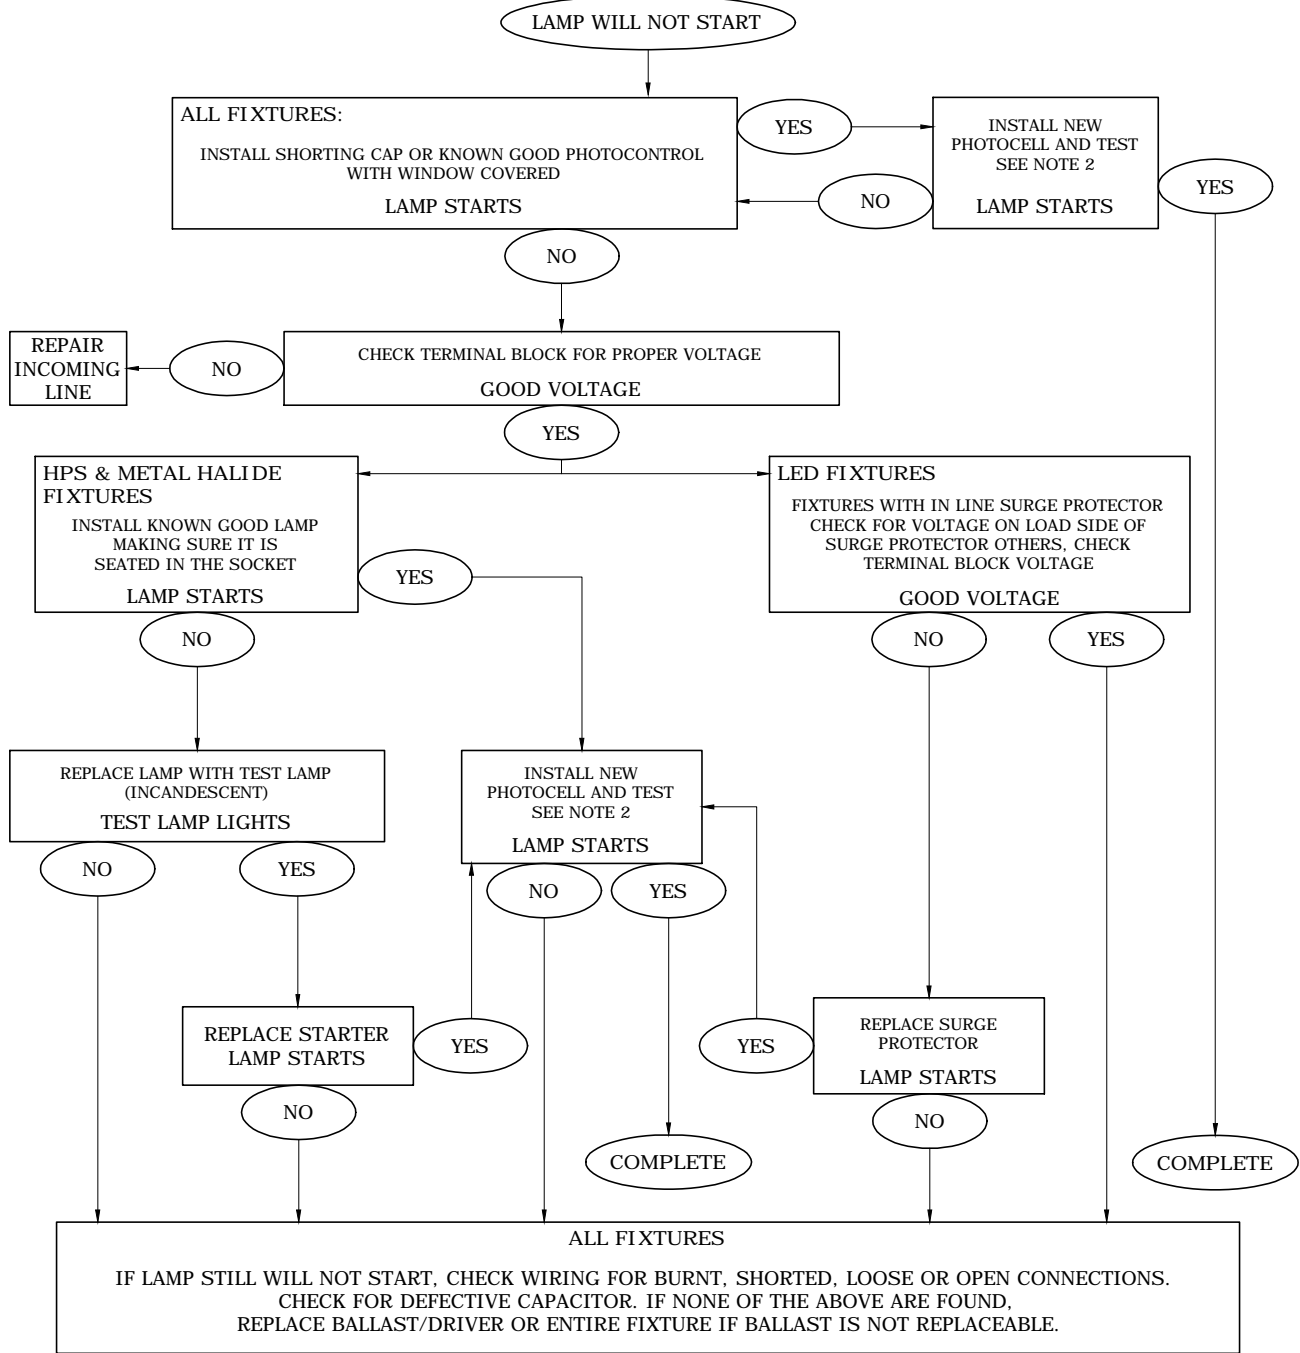 LAMP WILL NOT START
ALL FIXTURES:
INSTALL SHORTING CAP OR KNOWN GOOD PHOTOCONTROL
WITH WINDOW COVERED
LAMP STARTS
YES
INSTALL NEW
PHOTOCELL AND TEST
SEE NOTE 2
LAMP STARTS
NO
YES
NO
REPAIR
INCOMING
LINE
NO
CHECK TERMINAL BLOCK FOR PROPER VOLTAGE
GOOD VOLTAGE
YES
HPS & METAL HALIDE
FIXTURES
INSTALL KNOWN GOOD LAMP
MAKING SURE IT IS
SEATED IN THE SOCKET
LAMP STARTS
YES
NO
LED FIXTURES
FIXTURES WITH IN LINE SURGE PROTECTOR
CHECK FOR VOLTAGE ON LOAD SIDE OF
SURGE PROTECTOR OTHERS, CHECK
TERMINAL BLOCK VOLTAGE
GOOD VOLTAGE
NO
YES
REPLACE LAMP WITH TEST LAMP
(INCANDESCENT)
TEST LAMP LIGHTS
NO
YES
INSTALL NEW
PHOTOCELL AND TEST
SEE NOTE 2
LAMP STARTS
NO
YES
REPLACE STARTER
LAMP STARTS
YES
NO
YES
REPLACE SURGE
PROTECTOR
LAMP STARTS
NO
COMPLETE
COMPLETE
ALL FIXTURES
IF LAMP STILL WILL NOT START, CHECK WIRING FOR BURNT, SHORTED, LOOSE OR OPEN CONNECTIONS.
CHECK FOR DEFECTIVE CAPACITOR. IF NONE OF THE ABOVE ARE FOUND,
REPLACE BALLAST/DRIVER OR ENTIRE FIXTURE IF BALLAST IS NOT REPLACEABLE.